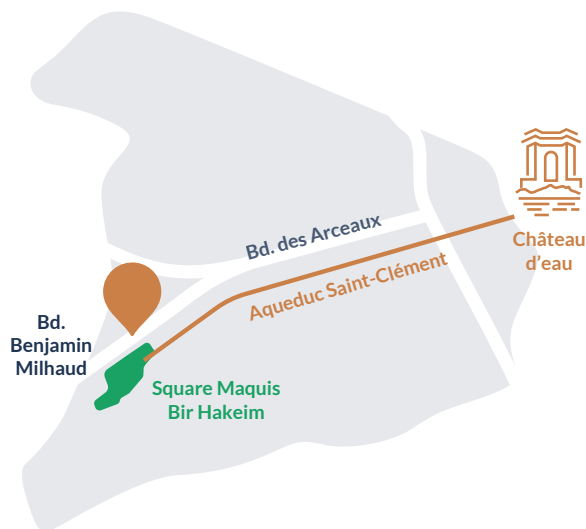 Bd. des Arceaux
Château
d’eau
Aqueduc Saint-Clément
Bd.
Benjamin
Milhaud
Square Maquis
Bir Hakeim